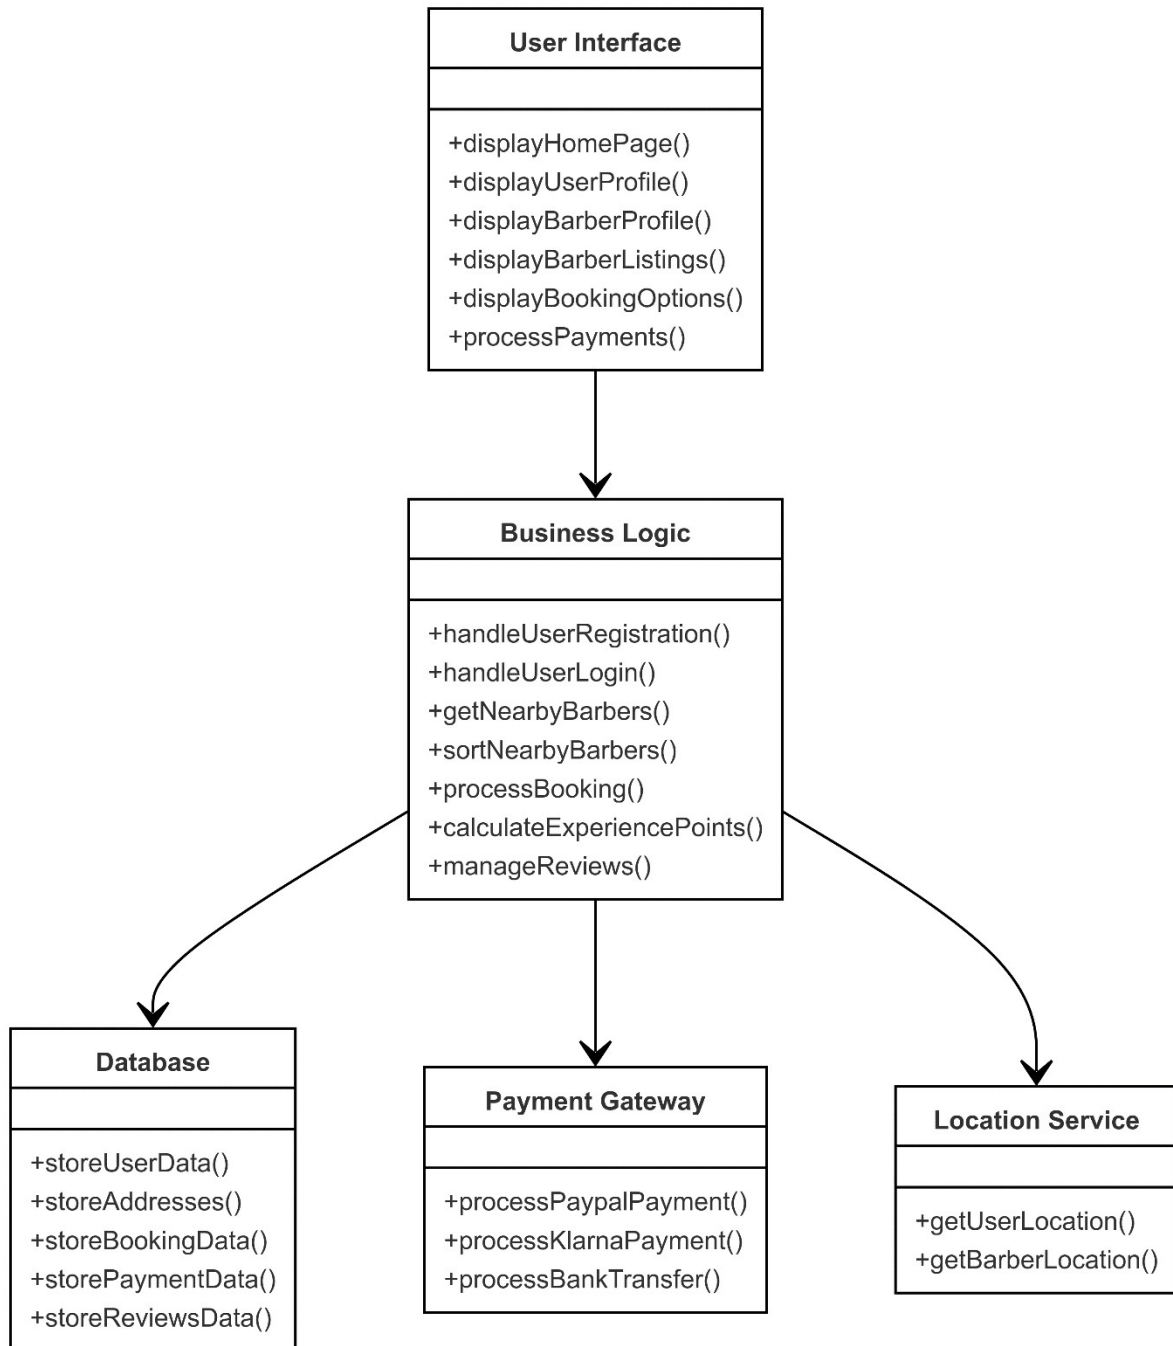 User Interface
+displayHomePage()
+displayUserProfile()
+displayBarberProfile()
+displayBarberListings()
+displayBookingOptions()
+processPayments()
Business Logic
+handleUserRegistration()
+handleUserLogin()
+getNearbyBarbers()
+sortNearbyBarbers()
+processBooking()
+calculateExperiencePoints()
+manageReviews()
Database
+storeUserData()
+storeAddresses()
+storeBookingData()
+storePaymentData()
+storeReviewsData()
Payment Gateway
+processPaypalPayment()
+processKlarnaPayment()
+processBankTransfer()
Location Service
+getUserLocation()
+getBarberLocation()